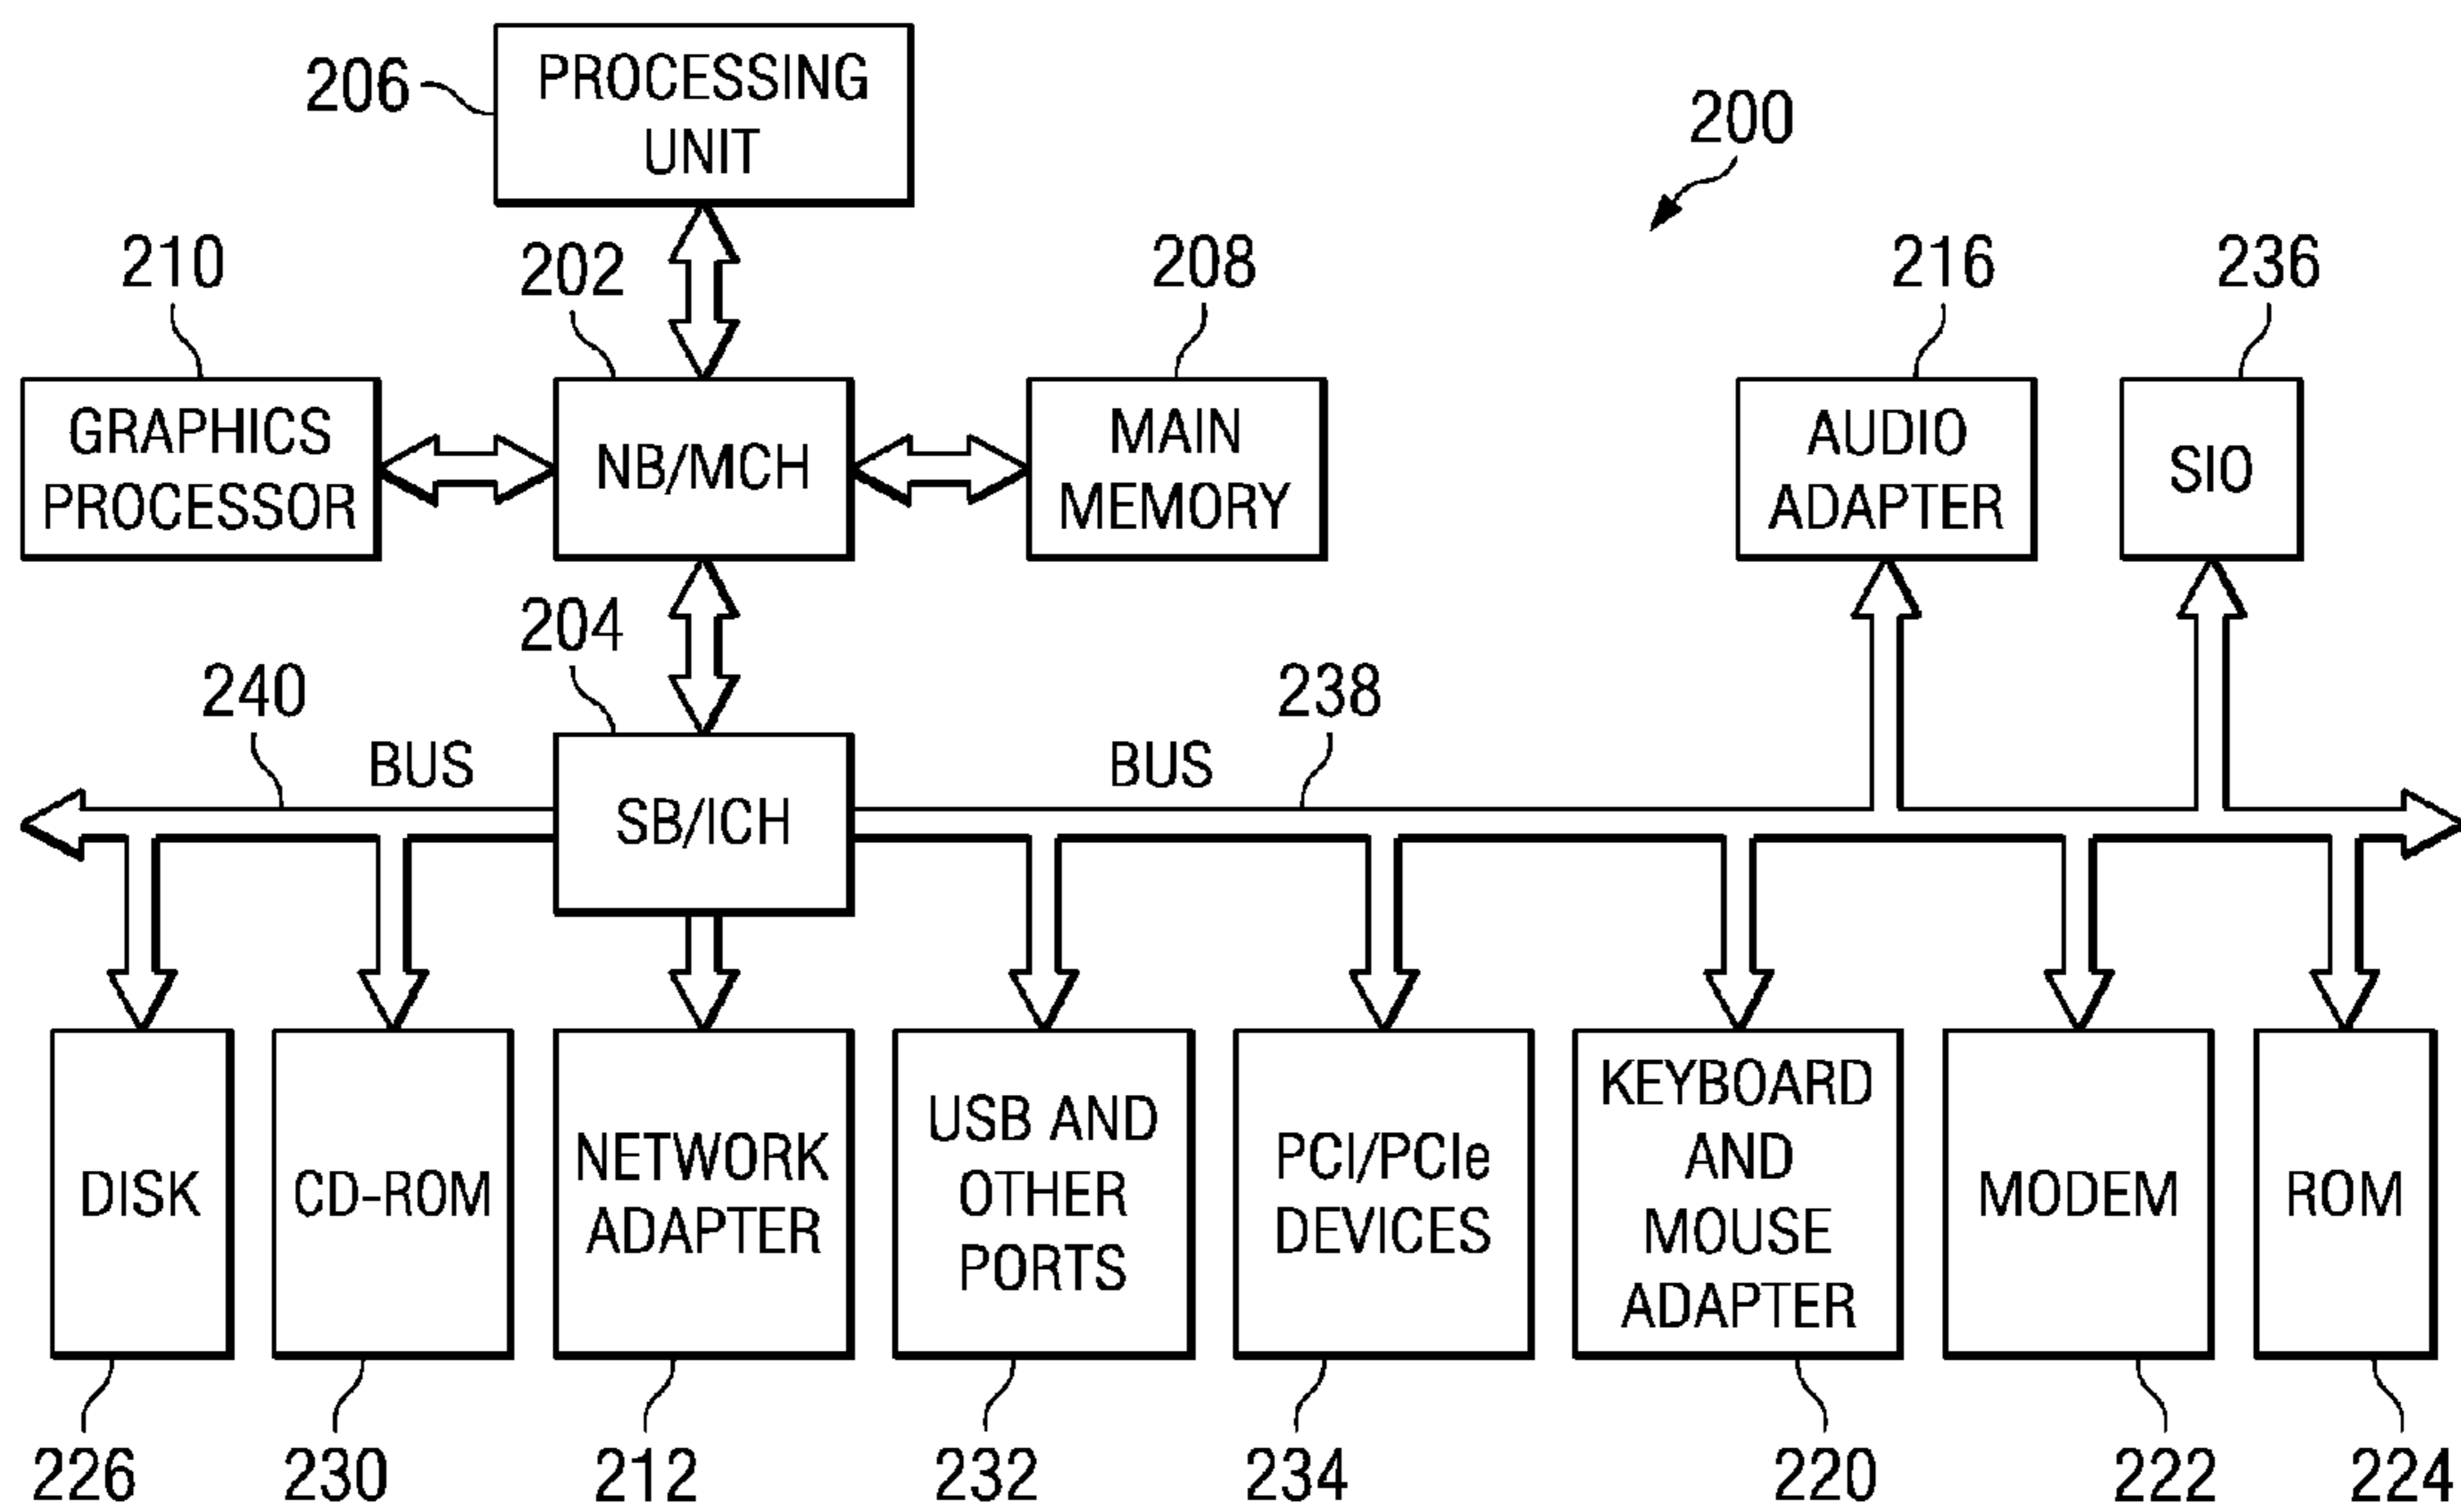 206
PROCESSING
UNIT
200
210
202
208
216
236
GRAPHICS
PROCESSOR
NB/MCH
MAIN
MEMORY
AUDIO
ADAPTER
SIO
204
240
BUS
238
BUS
SB/ICH
DISK
CD-ROM
NETWORK
ADAPTER
USB AND
OTHER
PORTS
PCI/PCIe
DEVICES
KEYBOARD
AND
MOUSE
ADAPTER
MODEM
ROM
226
230
212
232
234
220
222
224